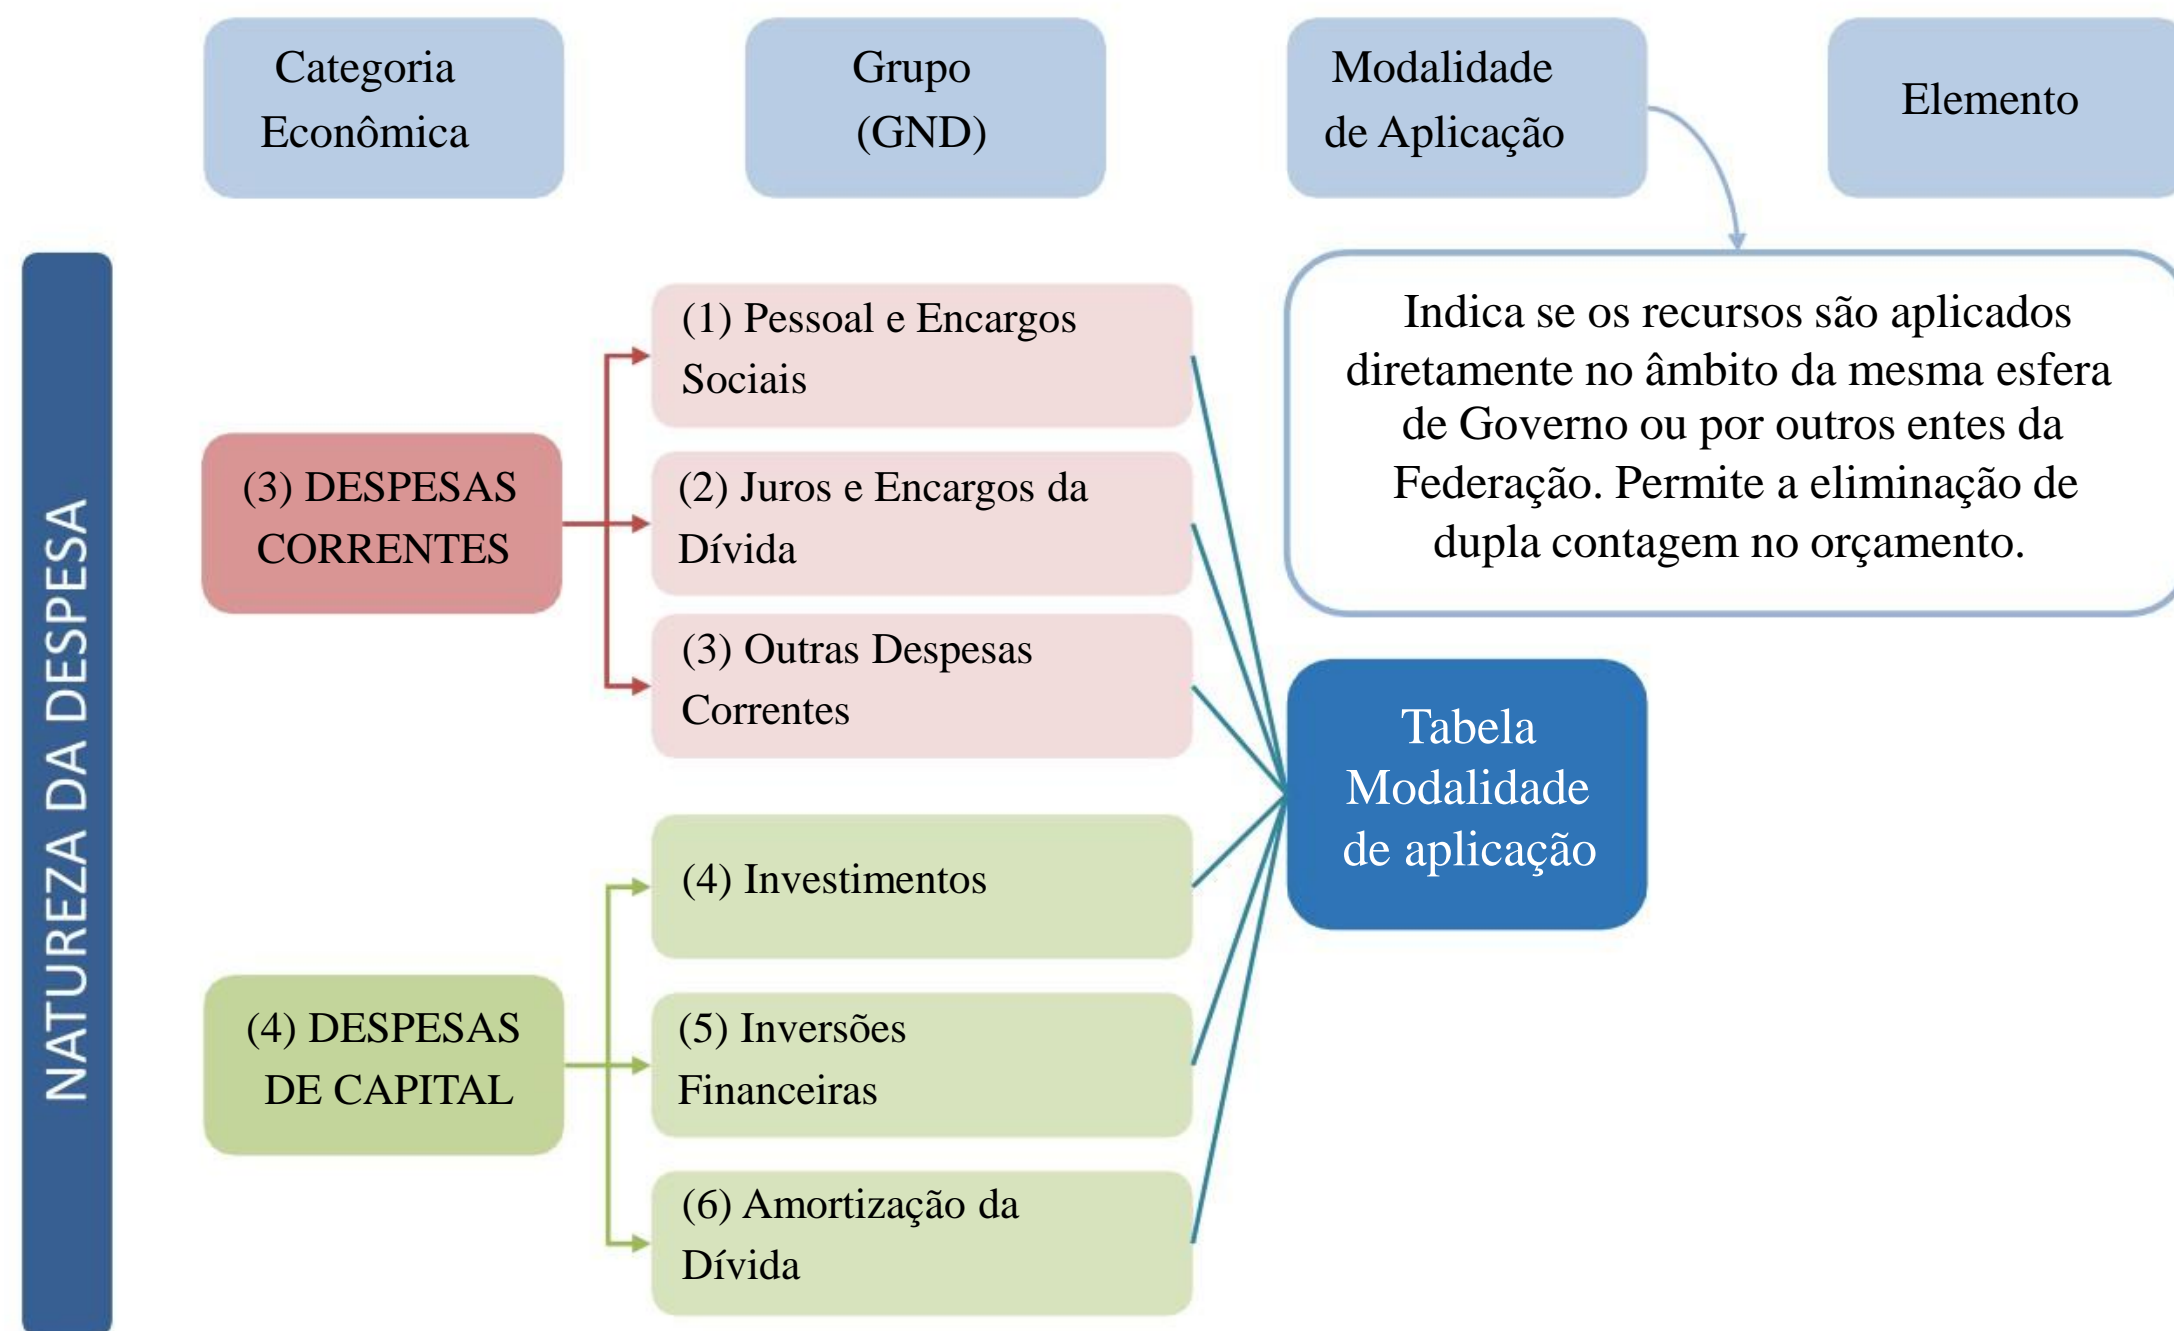 Categoria
Econômica
Grupo
(GND)
Modalidade
de Aplicação
Elemento
NATUREZA DA DESPESA
(3) DESPESAS
CORRENTES
(1) Pessoal e Encargos
Sociais
(2) Juros e Encargos da
Dívida
(3) Outras Despesas
Correntes
Indica se os recursos são aplicados
diretamente no âmbito da mesma esfera
de Governo ou por outros entes da
Federação. Permite a eliminação de
dupla contagem no orçamento.
Tabela
Modalidade
de aplicação
(4) DESPESAS
DE CAPITAL
(4) Investimentos
(5) Inversões
Financeiras
(6) Amortização da
Dívida